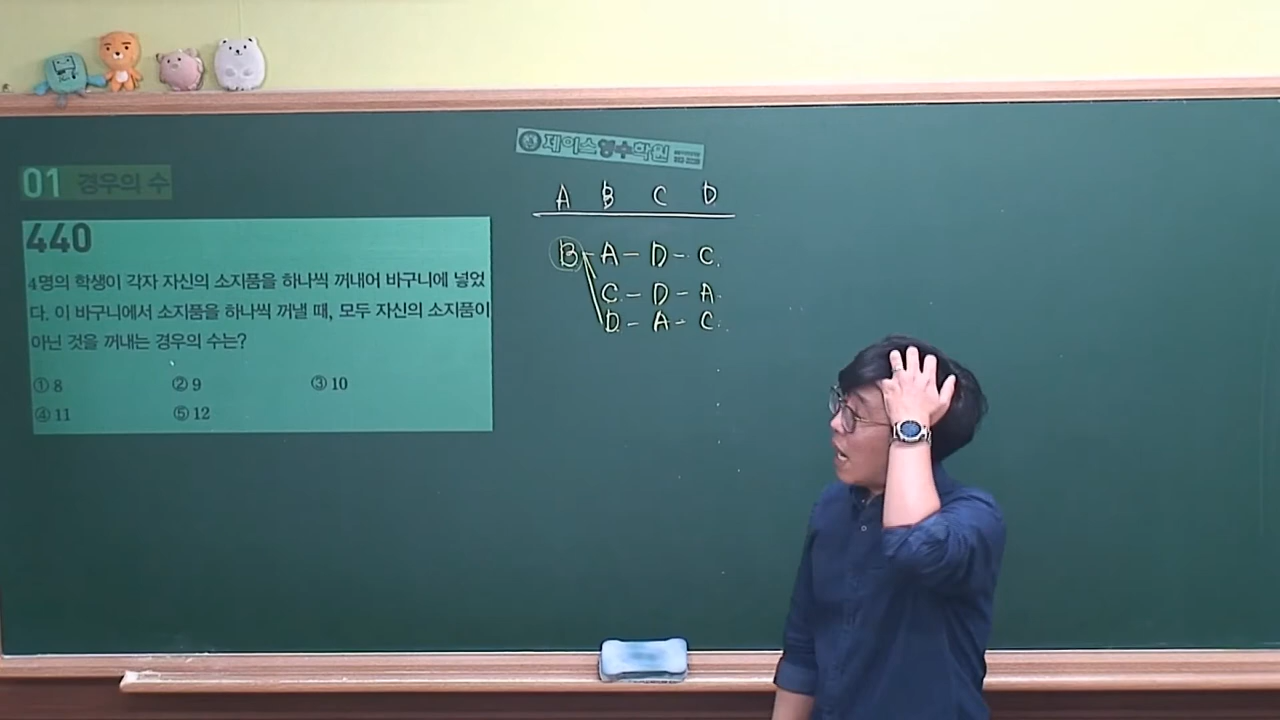 제이스영수학원
01 경우의 수
440
4명의 학생이 각자 자신의 소지품을 하나씩 꺼내어 바구니에 넣었
다. 이 바구니에서 소지품을 하나씩 꺼낼 때, 모두 자신의 소지품이
아닌 것을 꺼내는 경우의 수는?
① 8 ② 9 ③ 10
④ 11 ⑤ 12
A B C D
B - A - D - C.
C - D - A.
D - A - C.